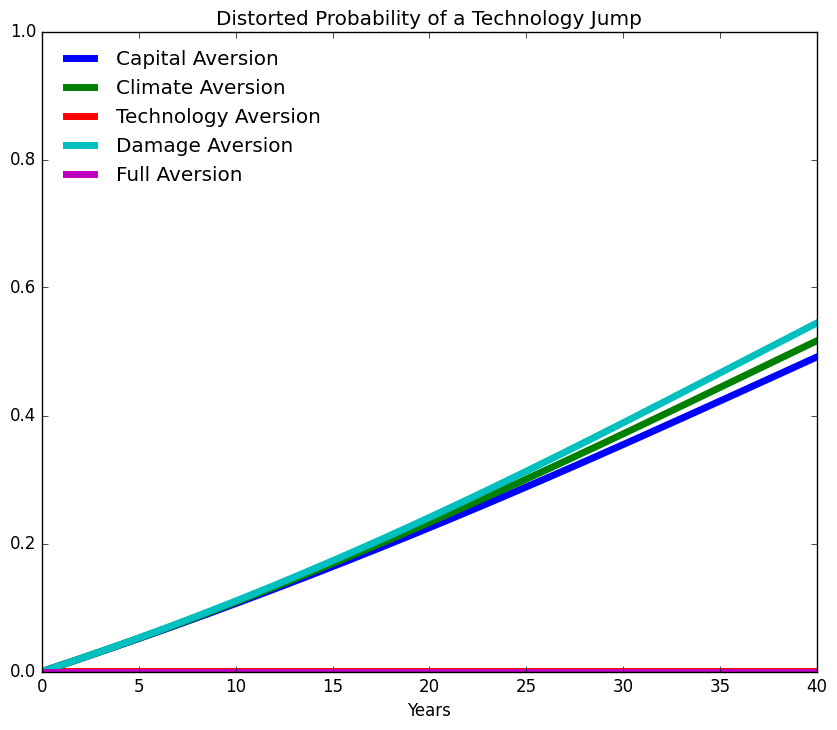 Distorted Probability of a Technology Jump
1.0
Capital Aversion
Climate Aversion
Technology Aversion
Damage Aversion
Full Aversion
0.8
0.6
0.4
0.2
0.0
0 5 10 15 20 25 30 35 40
Years